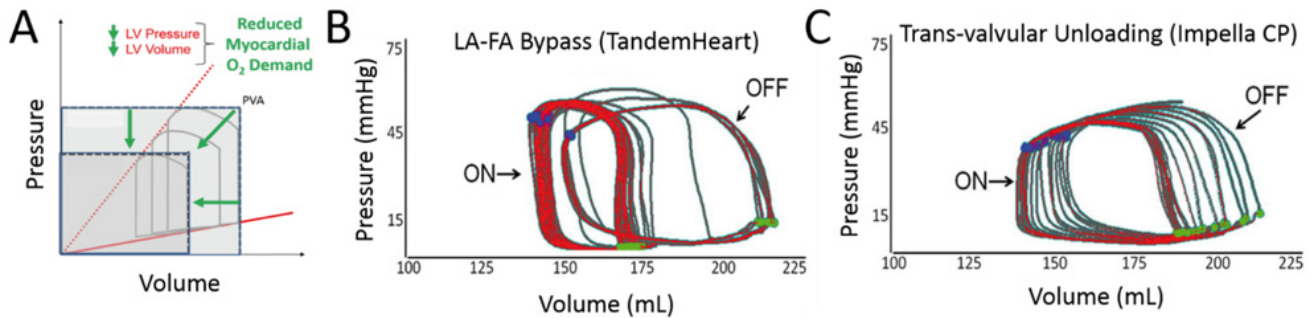 A
LV Pressure
LV Volume
Reduced
Myocardial
O₂ Demand
PVA
Pressure
Volume
B
LA-FA Bypass (TandemHeart)
75
45
15
Pressure (mmHg)
OFF
ON
100
125
150
175
200
225
Volume (mL)
C
Trans-valvular Unloading (Impella CP)
75
45
15
Pressure (mmHg)
OFF
ON
100
125
150
175
200
225
Volume (mL)